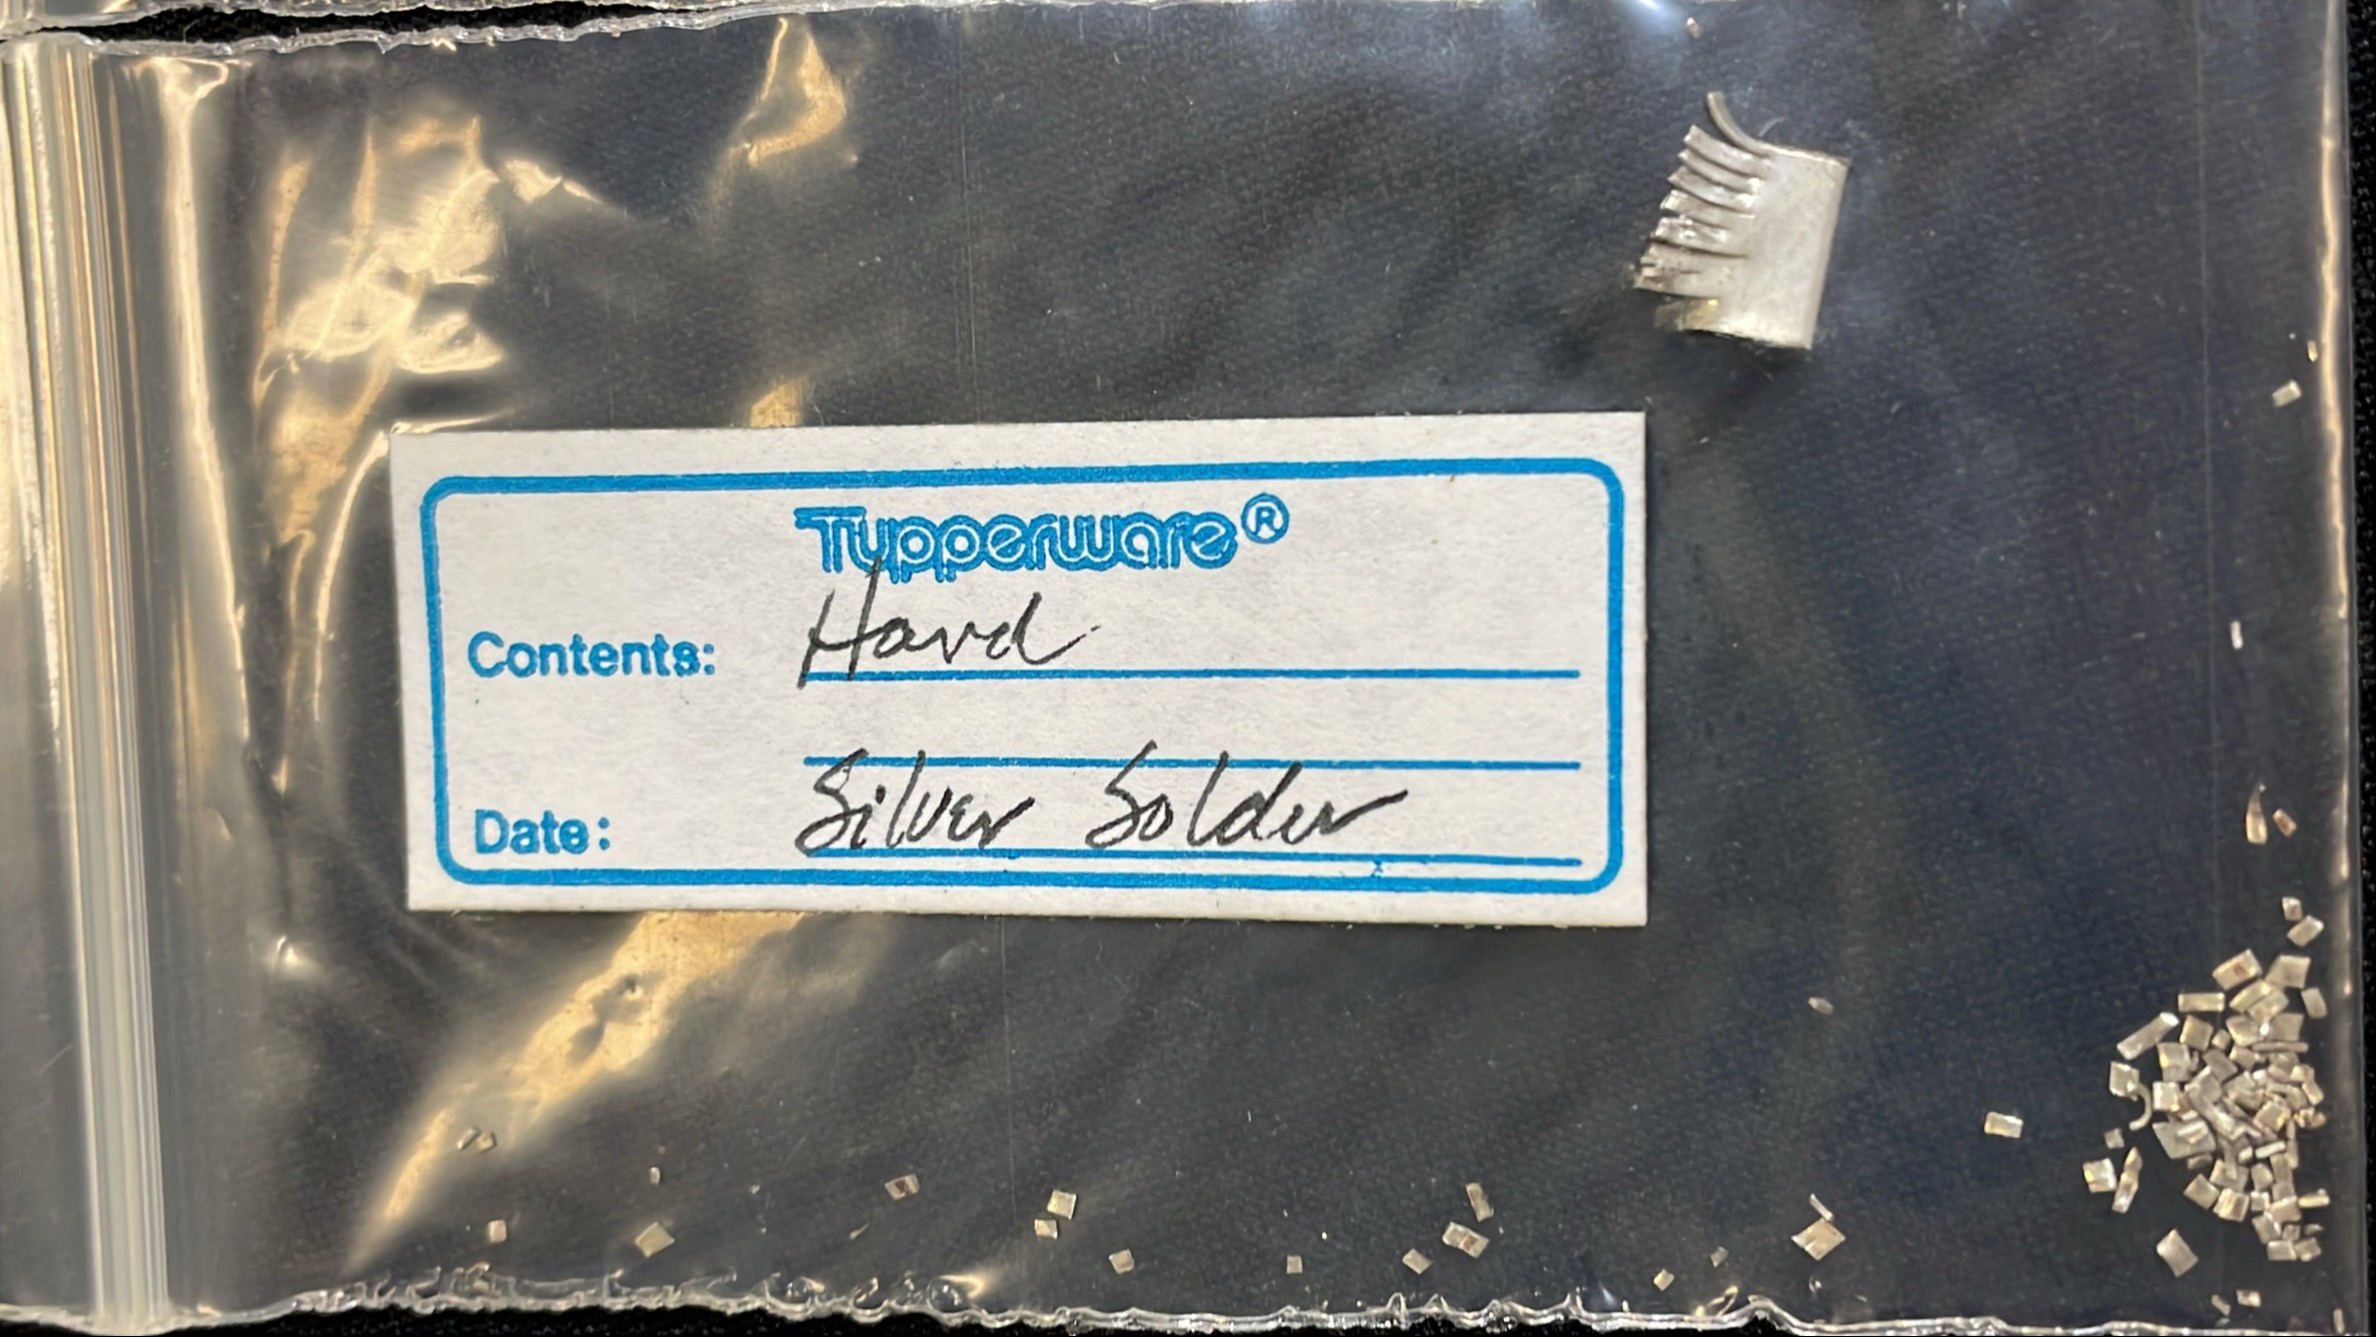 Tupperware®
Contents: Hard
Date: Silver Solder